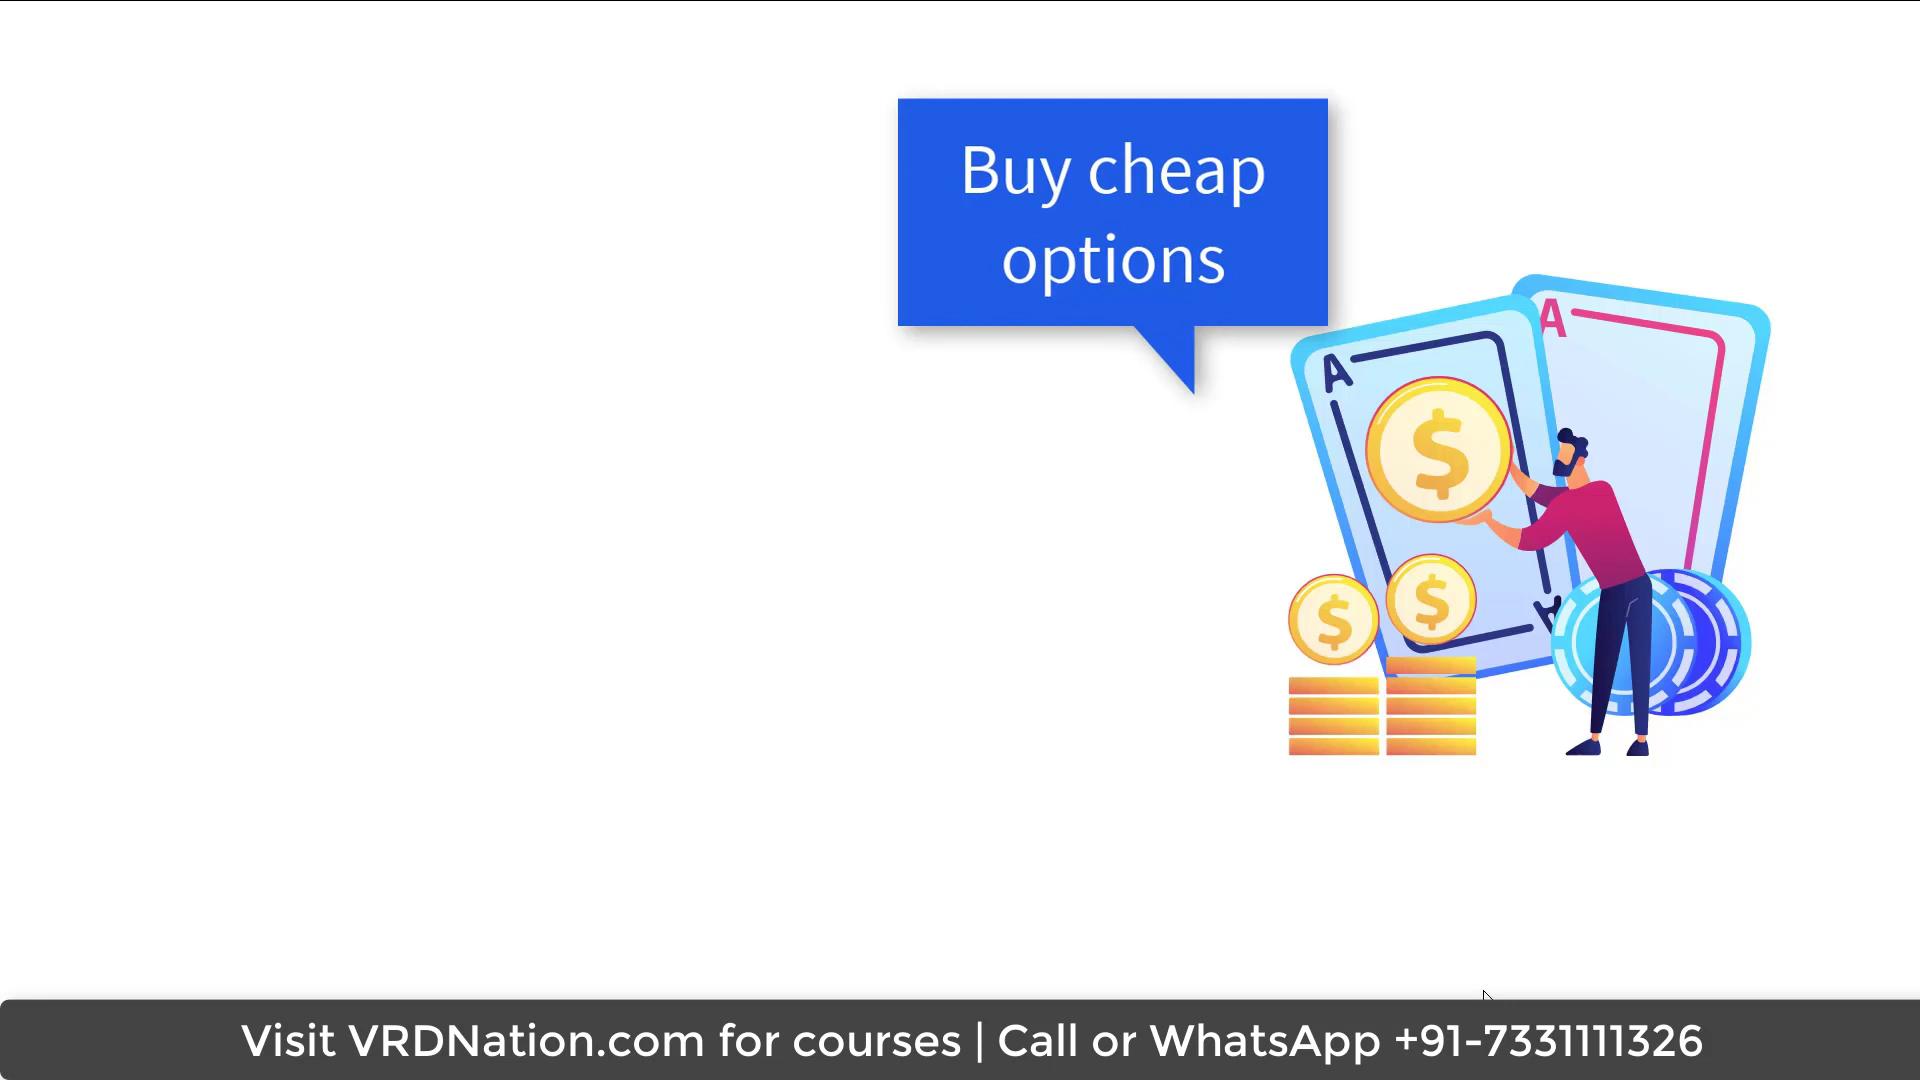 Buy cheap
options
A
A
A
$
$
$
Visit VRDNation.com for courses | Call or WhatsApp +91-7331111326